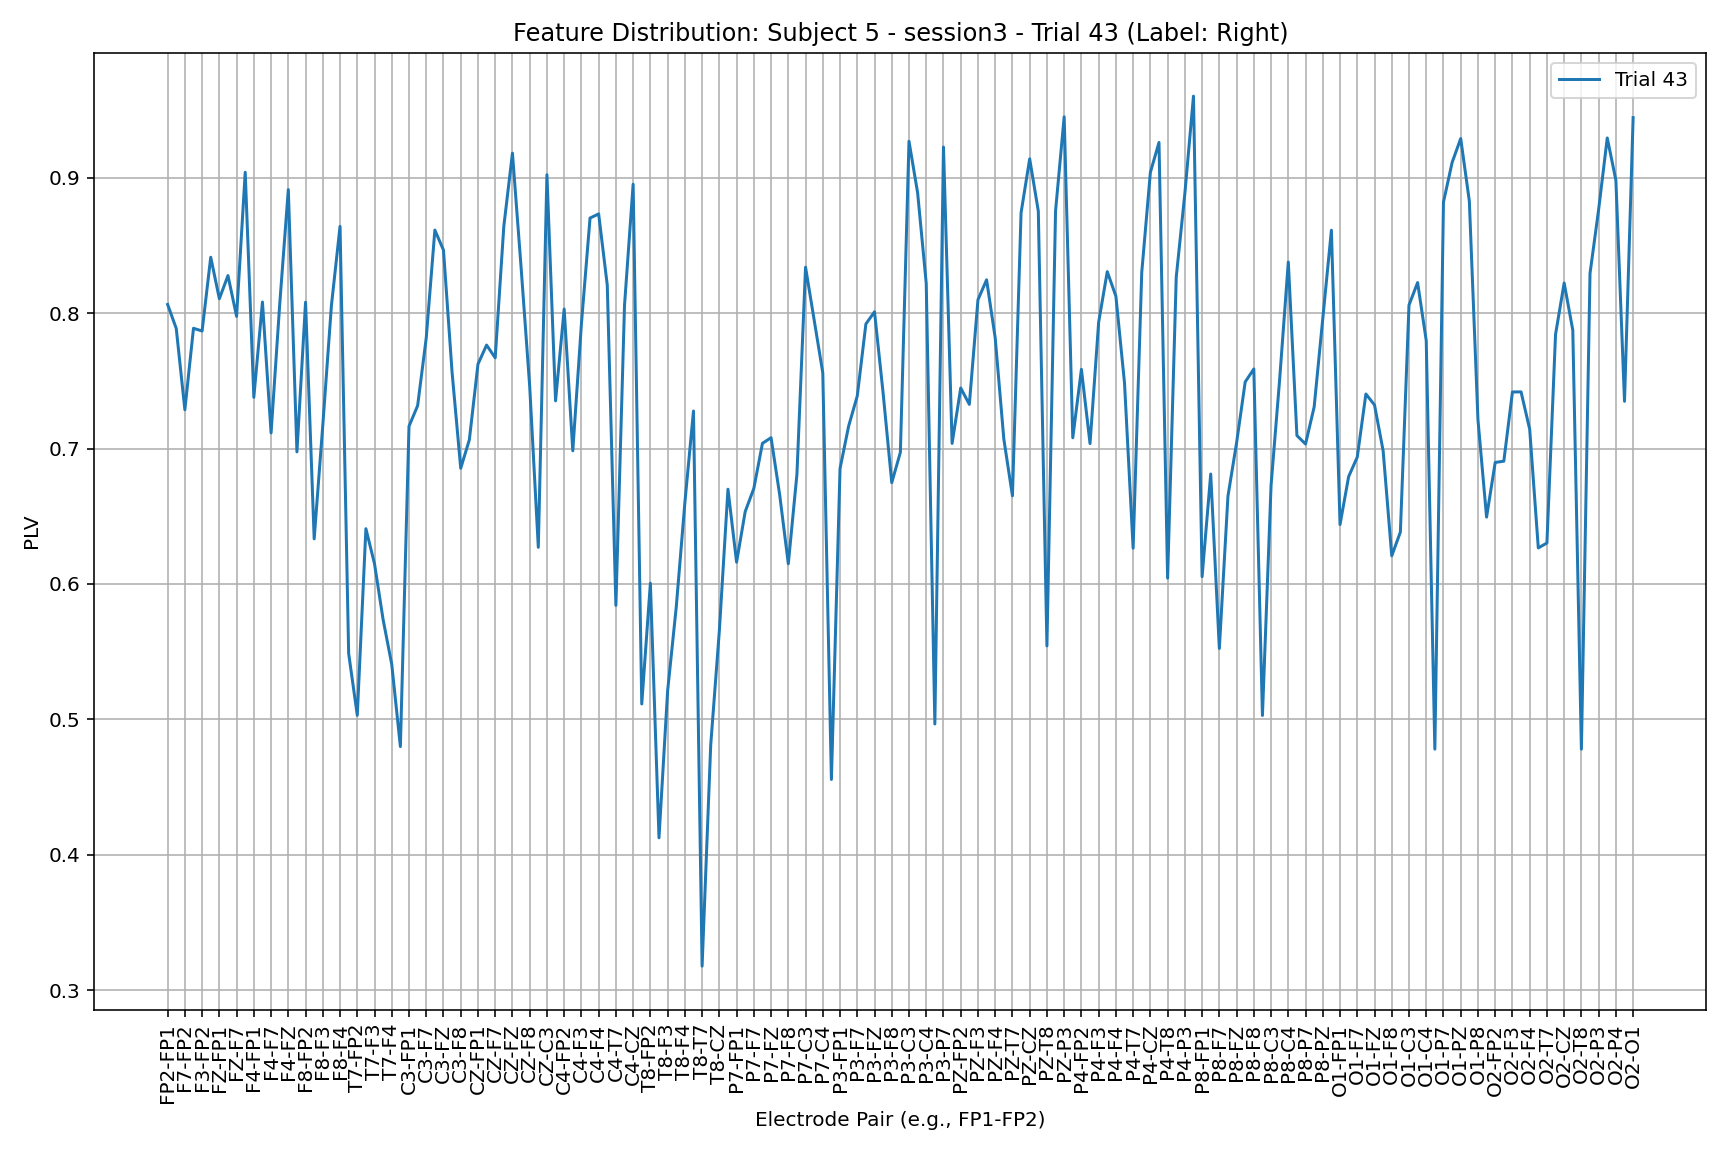 Feature Distribution: Subject 5 - session3 - Trial 43 (Label: Right)
Trial 43
PLV
0.9
0.8
0.7
0.6
0.5
0.4
0.3
FP2-FP1
F7-FP2
F3-FP2
FZ-FP1
FZ-F7
F4-FP1
F4-F7
F4-FZ
F8-FP2
F8-F3
F8-F4
T7-FP2
T7-F3
T7-F4
C3-FP1
C3-F7
C3-FZ
C3-F8
CZ-FP1
CZ-F7
CZ-FZ
CZ-F8
CZ-C3
C4-FP2
C4-F3
C4-F4
C4-T7
C4-CZ
T8-FP2
T8-F3
T8-F4
T8-T7
T8-CZ
P7-FP1
P7-F7
P7-FZ
P7-F8
P7-C3
P7-C4
P3-FP1
P3-F7
P3-FZ
P3-F8
P3-C3
P3-C4
P3-P7
PZ-FP2
PZ-F3
PZ-F4
PZ-T7
PZ-CZ
PZ-T8
PZ-P3
P4-FP2
P4-F3
P4-F4
P4-T7
P4-CZ
P4-T8
P4-P3
P8-FP1
P8-F7
P8-FZ
P8-F8
P8-C3
P8-C4
P8-P7
P8-PZ
O1-FP1
O1-F7
O1-FZ
O1-F8
O1-C3
O1-C4
O1-P7
O1-PZ
O1-P8
O2-FP2
O2-F3
O2-F4
O2-T7
O2-CZ
O2-T8
O2-P3
O2-P4
O2-O1
Electrode Pair (e.g., FP1-FP2)